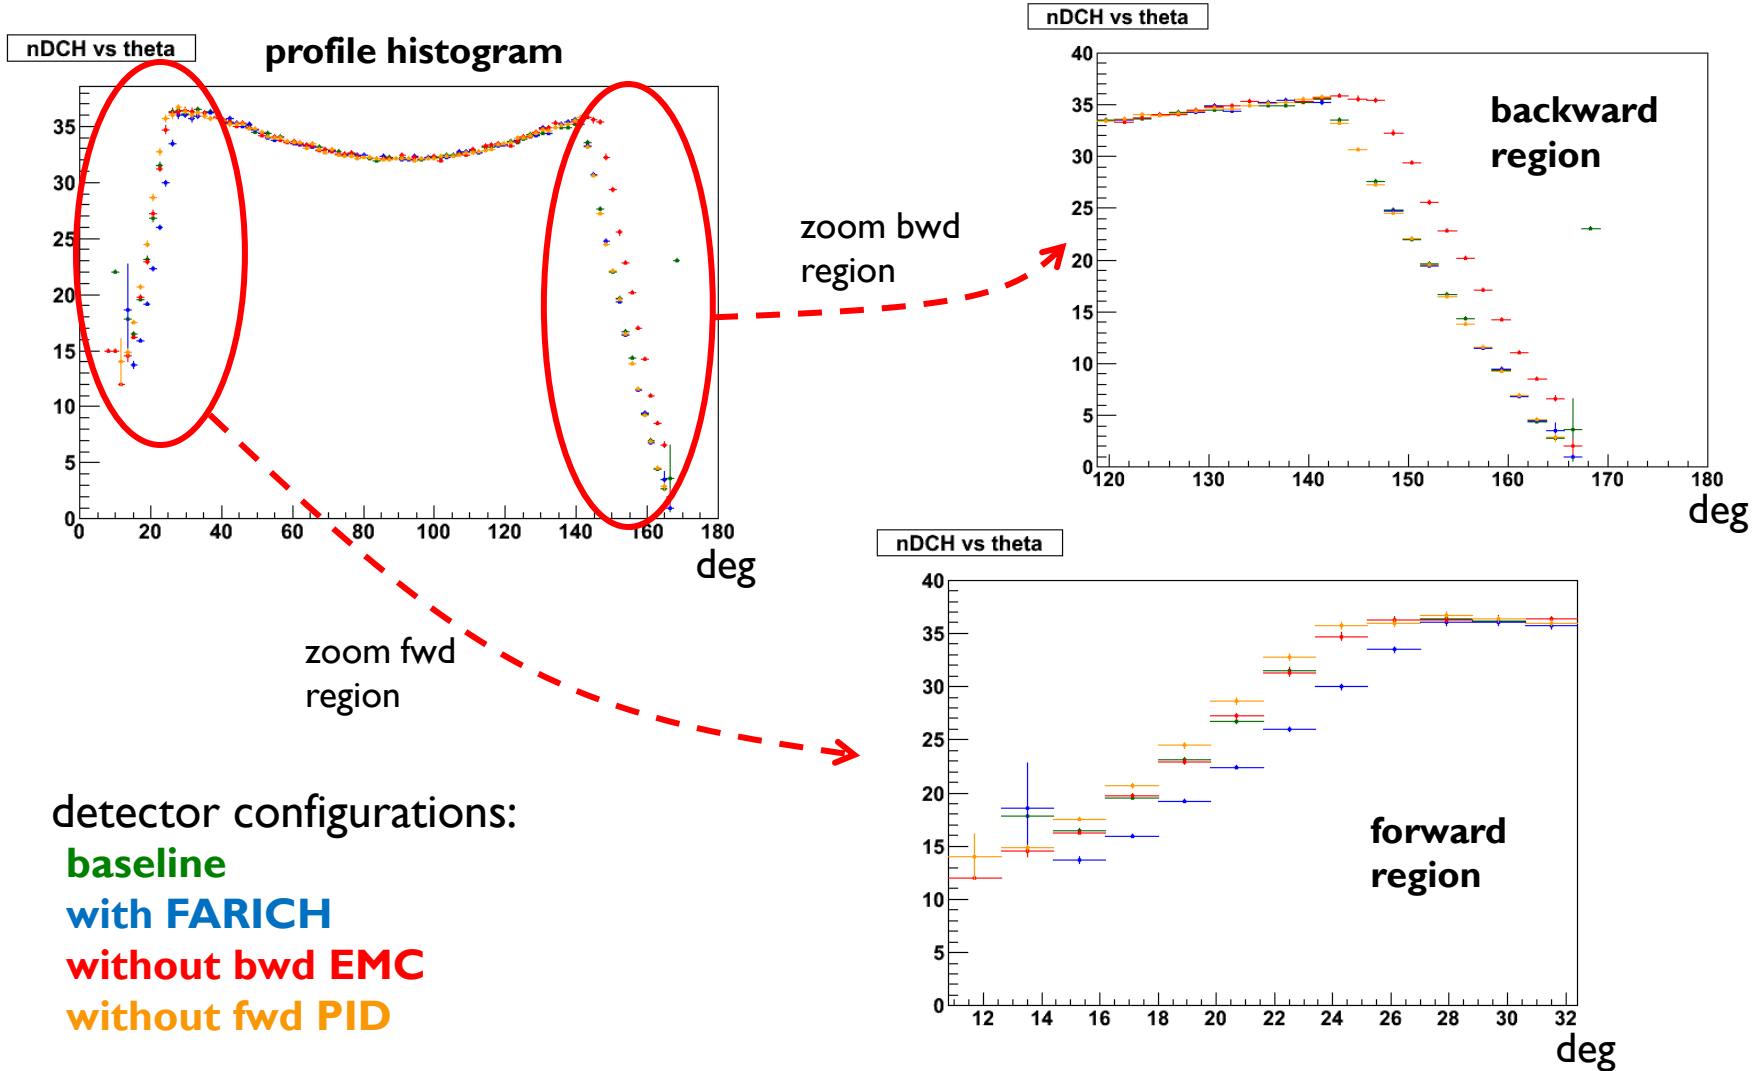 nDCH vs theta
profile histogram
35
30
25
20
15
10
5
0
0 20 40 60 80 100 120 140 160 180
deg
zoom bwd
region
nDCH vs theta
40
35
30
25
20
15
10
5
0
120 130 140 150 160 170 180
deg
backward
region
zoom fwd
region
nDCH vs theta
40
35
30
25
20
15
10
5
0
12 14 16 18 20 22 24 26 28 30 32
deg
forward
region
detector configurations:
baseline
with FARICH
without bwd EMC
without fwd PID